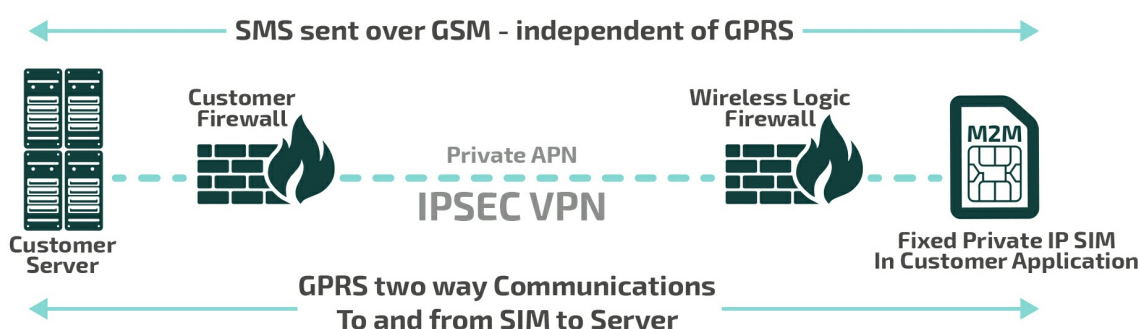 SMS sent over GSM - independent of GPRS
Customer
Firewall
Wireless Logic
Firewall
M2M
Private APN
IPSEC VPN
Customer
Server
Fixed Private IP SIM
In Customer Application
GPRS two way Communications
To and from SIM to Server